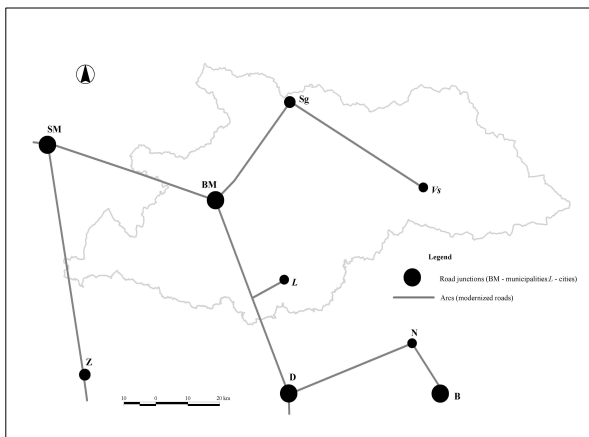 Sg
SM
BM
Vs
Legend
Road junctions (BM - municipalities:L - cities)
L
Arcs (modernized roads)
N
Z
D
B
10 0 10 20 km